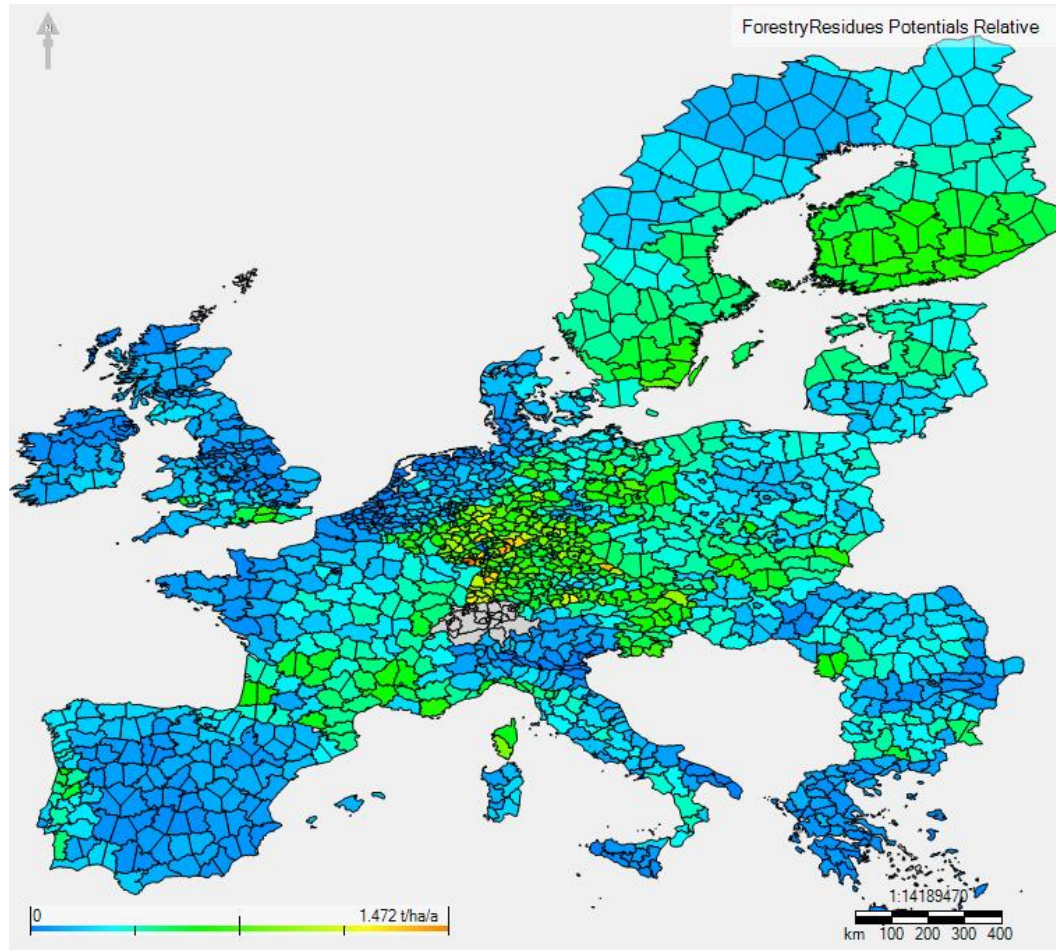 N
ForestryResidues Potentials Relative
0 1.472 t/ha/a
1:14189470
km 100 200 300 400